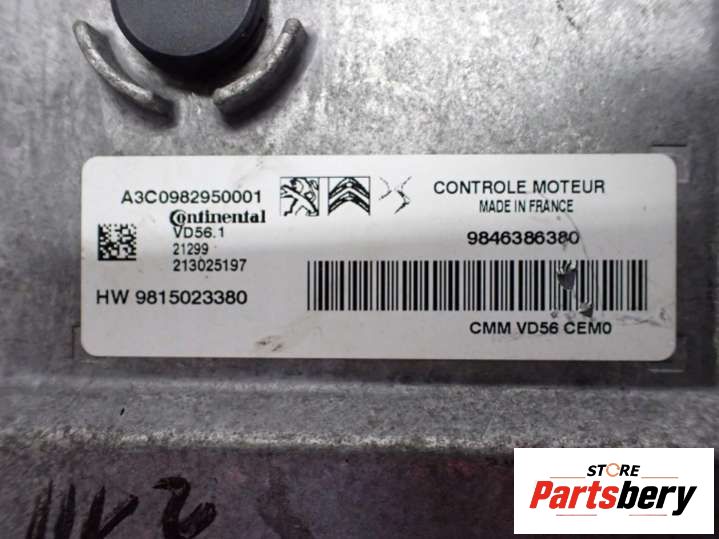 A3C0982950001
Continental
VD56.1
21299
213025197
HW 9815023380
CONTROLE MOTEUR
MADE IN FRANCE
9846386380
CMM VD56 CEM0
STORE
Partsbery